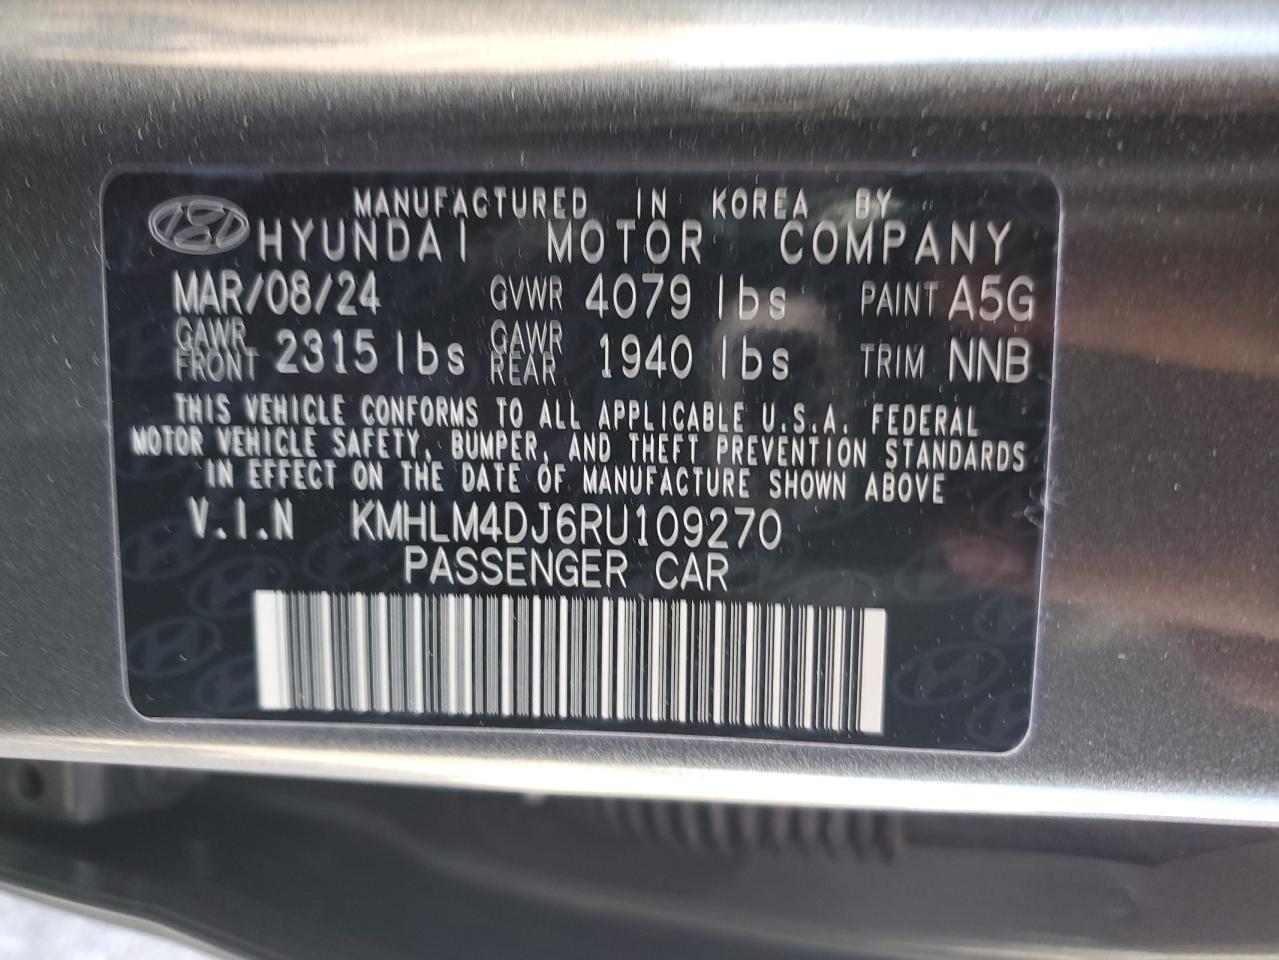 MANUFACTURED IN KOREA BY
HYUNDAI MOTOR COMPANY
MAR/08/24 GVWR 4079 lbs PAINT A5G
GAWR FRONT 2315 lbs GAWR REAR 1940 lbs TRIM NNB
THIS VEHICLE CONFORMS TO ALL APPLICABLE U.S.A. FEDERAL
MOTOR VEHICLE SAFETY, BUMPER, AND THEFT PREVENTION STANDARDS
IN EFFECT ON THE DATE OF MANUFACTURE SHOWN ABOVE
V.I.N KMHLM4DJ6RU109270
PASSENGER CAR